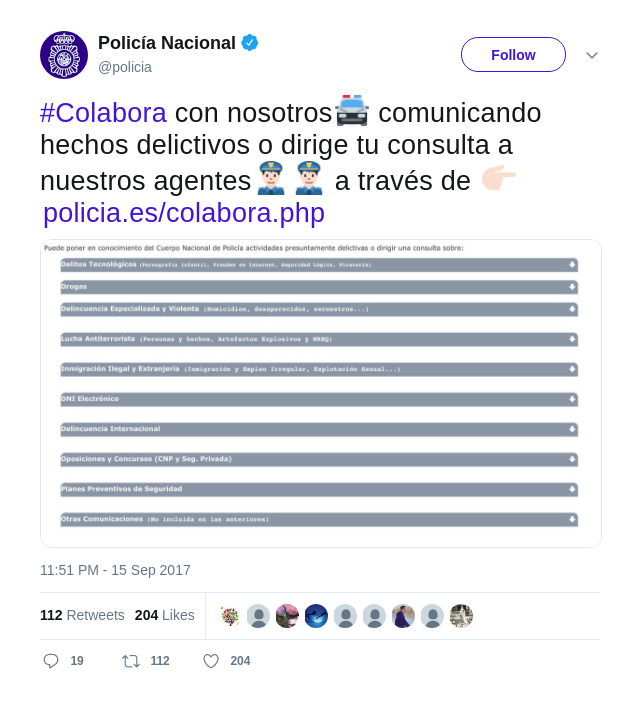 Policía Nacional
@policia
Follow
#Colabora con nosotros🚔 comunicando
hechos delictivos o dirige tu consulta a
nuestros agentes👮🏻👮🏻 a través de 👉🏻
policia.es/colabora.php
Puede poner en conocimiento del Cuerpo Nacional de Policía actividades presuntamente delictivas o dirigir una consulta sobre:
Delitos Tecnológicos (Pornografía infantil, Fraudes en Internet, Seguridad Lógica, Piratería)
Drogas
Delincuencia Especializada y Violenta (Homicidios, desaparecidos, secuestros...)
Lucha Antiterrorista (Personas y hechos, Artefactos Explosivos y NRBQ)
Inmigración Ilegal y Extranjería (Inmigración y Empleo Irregular, Explotación Sexual...)
DNI Electrónico
Delincuencia Internacional
Oposiciones y Concursos (CNP y Seg. Privada)
Planes Preventivos de Seguridad
Otras Comunicaciones (No incluida en las anteriores)
11:51 PM - 15 Sep 2017
112 Retweets 204 Likes
19 112 204